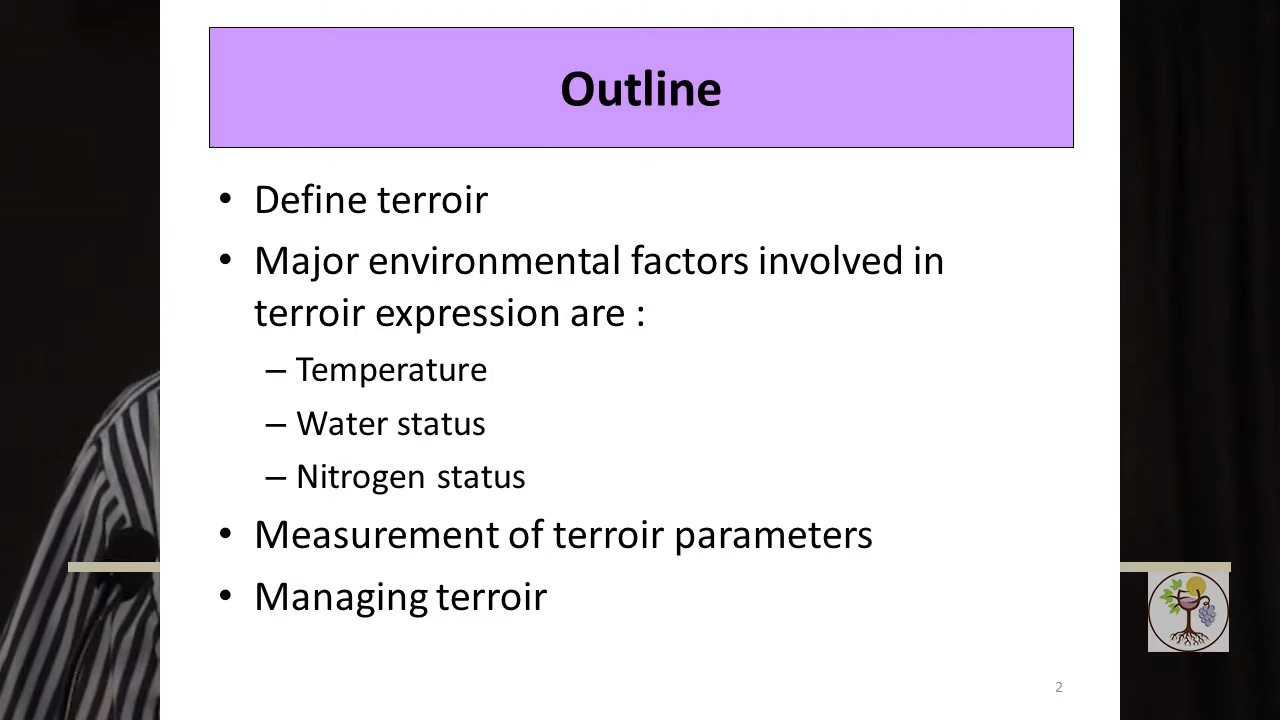 Outline
• Define terroir
• Major environmental factors involved in
terroir expression are :
– Temperature
– Water status
– Nitrogen status
• Measurement of terroir parameters
• Managing terroir
2